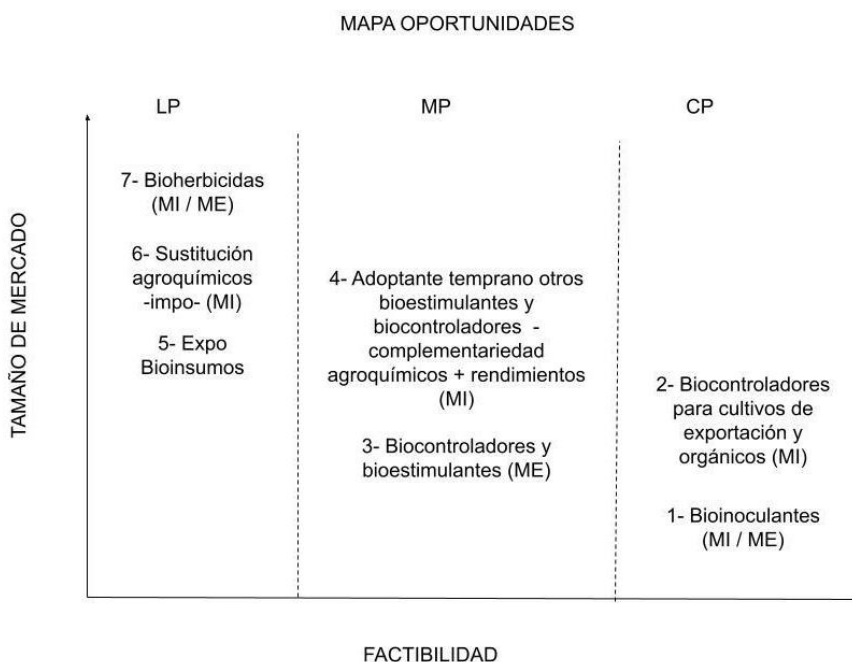 MAPA OPORTUNIDADES
LP
MP
CP
TAMAÑO DE MERCADO
7- Bioherbicidas
(MI / ME)
6- Sustitución
agroquímicos
-impo- (MI)
5- Expo
Bioinsumos
4- Adoptante temprano otros
bioestimulantes y
biocontroladores -
complementariedad
agroquímicos + rendimientos
(MI)
3- Biocontroladores y
bioestimulantes (ME)
2- Biocontroladores
para cultivos de
exportación y
orgánicos (MI)
1- Bioinoculantes
(MI / ME)
FACTIBILIDAD